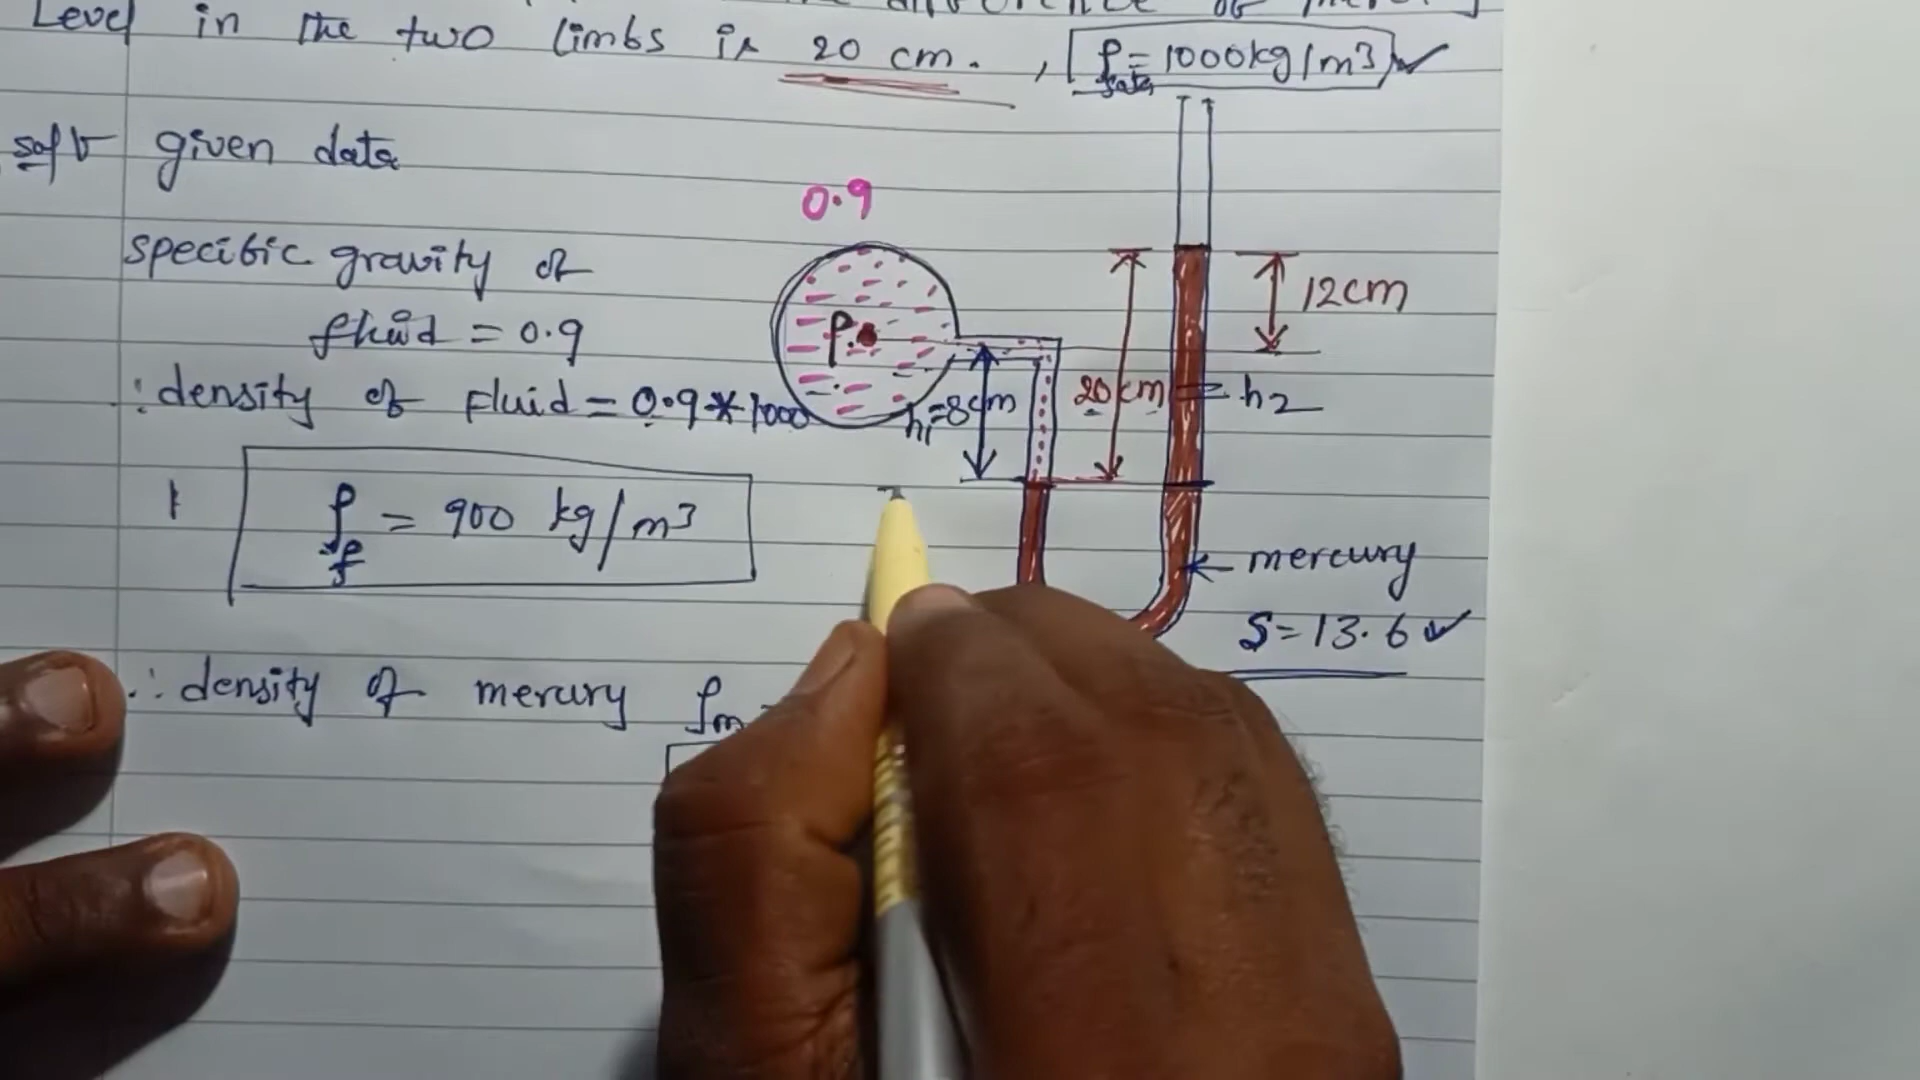 Level in the two limbs is 20 cm. , ρ = 1000kg/m3 ✓
solⁿ given data
0.9
specific gravity of
fluid = 0.9
∴ density of fluid = 0.9*1000
ρf = 900 kg/m3
∴ density of mercury ρm
P.
h1=8cm
20cm
12cm
h2
mercury
S=13.6 ✓